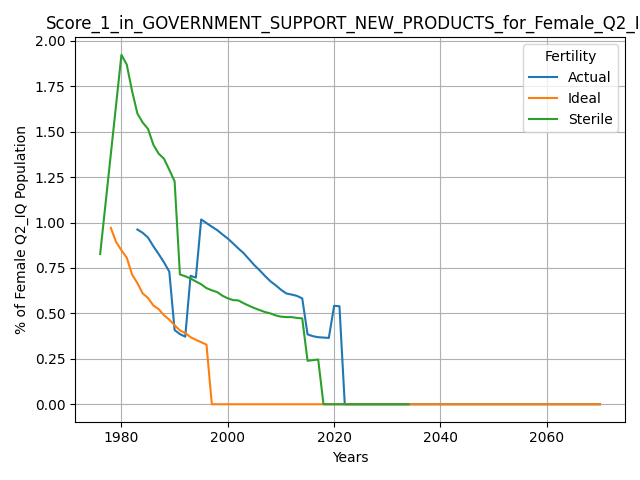 Score_1_in_GOVERNMENT_SUPPORT_NEW_PRODUCTS_for_Female_Q2_I
2.00
1.75
1.50
1.25
1.00
0.75
0.50
0.25
0.00
% of Female Q2_IQ Population
Fertility
Actual
Ideal
Sterile
1980 2000 2020 2040 2060
Years